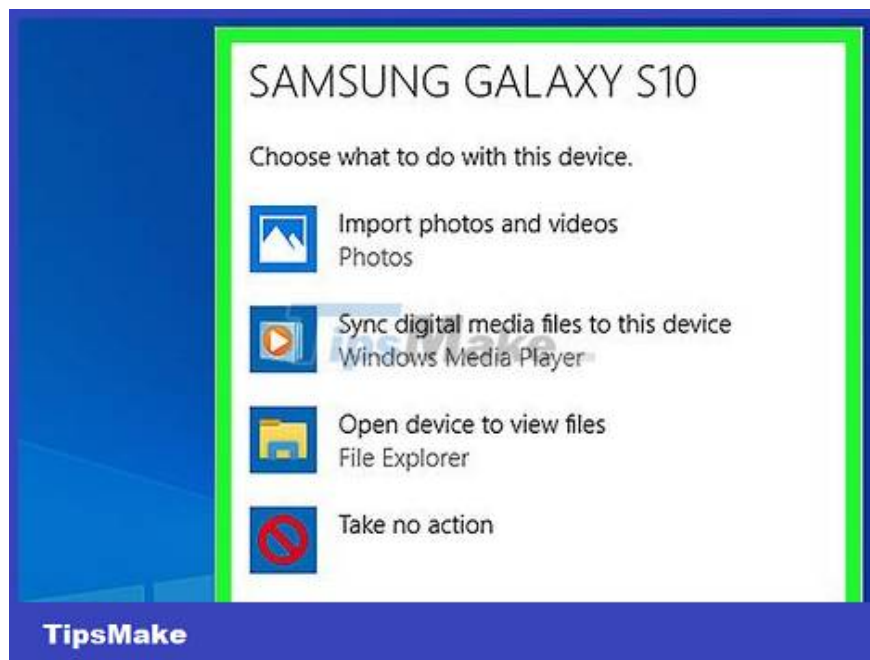 SAMSUNG GALAXY S10
Choose what to do with this device.
Import photos and videos
Photos
Sync digital media files to this device
TipsMake
Windows Media Player
Open device to view files
File Explorer
Take no action
TipsMake